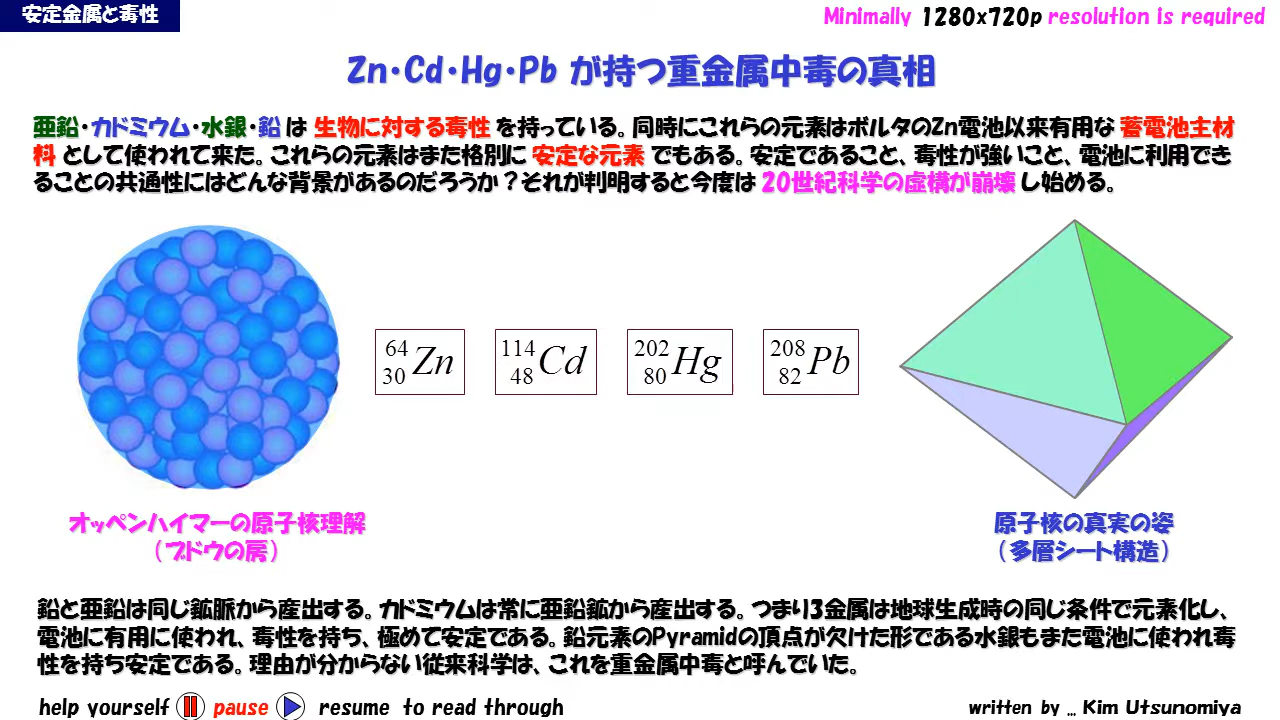 安定金属と毒性
Minimally 1280x720p resolution is required
Zn・Cd・Hg・Pb が持つ重金属中毒の真相
亜鉛・カドミウム・水銀・鉛 は 生物に対する毒性 を持っている。同時にこれらの元素はボルタのZn電池以来有用な 蓄電池主材
料 として使われて来た。これらの元素はまた格別に 安定な元素 でもある。安定であること、毒性が強いこと、電池に利用でき
ることの共通性にはどんな背景があるのだろうか？それが判明すると今度は 20世紀科学の虚構が崩壊 し始める。
64 30 Zn
114 48 Cd
202 80 Hg
208 82 Pb
オッペンハイマーの原子核理解
（ブドウの房）
原子核の真実の姿
（多層シート構造）
鉛と亜鉛は同じ鉱脈から産出する。カドミウムは常に亜鉛鉱から産出する。つまり3金属は地球生成時の同じ条件で元素化し、
電池に有用に使われ、毒性を持ち、極めて安定である。鉛元素のPyramidの頂点が欠けた形である水銀もまた電池に使われ毒
性を持ち安定である。理由が分からない従来科学は、これを重金属中毒と呼んでいた。
help yourself pause resume to read through
written by ... Kim Utsunomiya